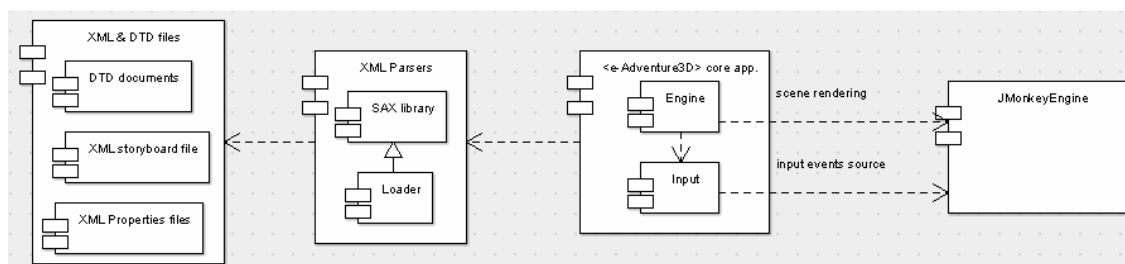 XML & DTD files
DTD documents
XML storyboard file
XML Properties files
XML Parsers
SAX library
Loader
<e-Adventure3D> core app.
Engine
Input
scene rendering
input events source
JMonkeyEngine